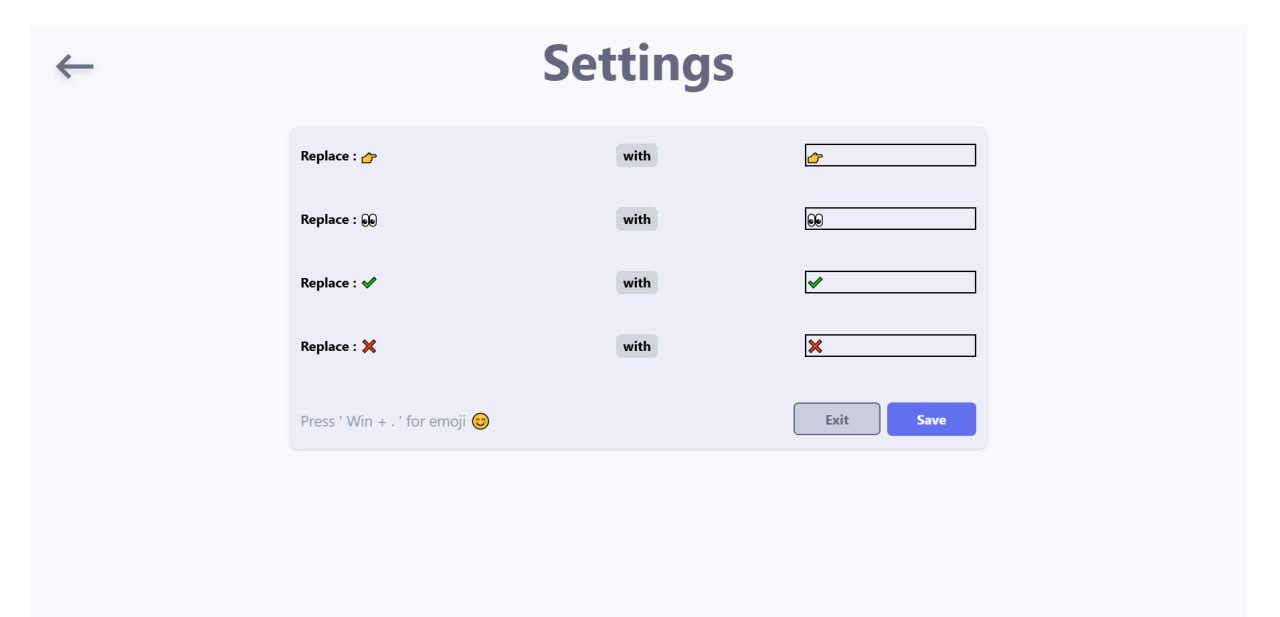 Settings
Replace : 👉 with 👉
Replace : 👀 with 👀
Replace : ✔ with ✔
Replace : ❌ with ❌
Press ' Win + . ' for emoji 😊 Exit Save